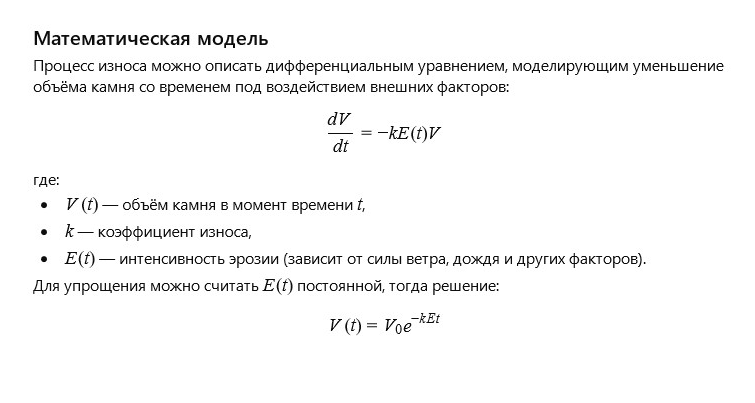 Математическая модель
Процесс износа можно описать дифференциальным уравнением, моделирующим уменьшение
объёма камня со временем под воздействием внешних факторов:
dV/dt = −kE(t)V
где:
• V (t) — объём камня в момент времени t,
• k — коэффициент износа,
• E(t) — интенсивность эрозии (зависит от силы ветра, дождя и других факторов).
Для упрощения можно считать E(t) постоянной, тогда решение:
V (t) = V₀e^−kEt